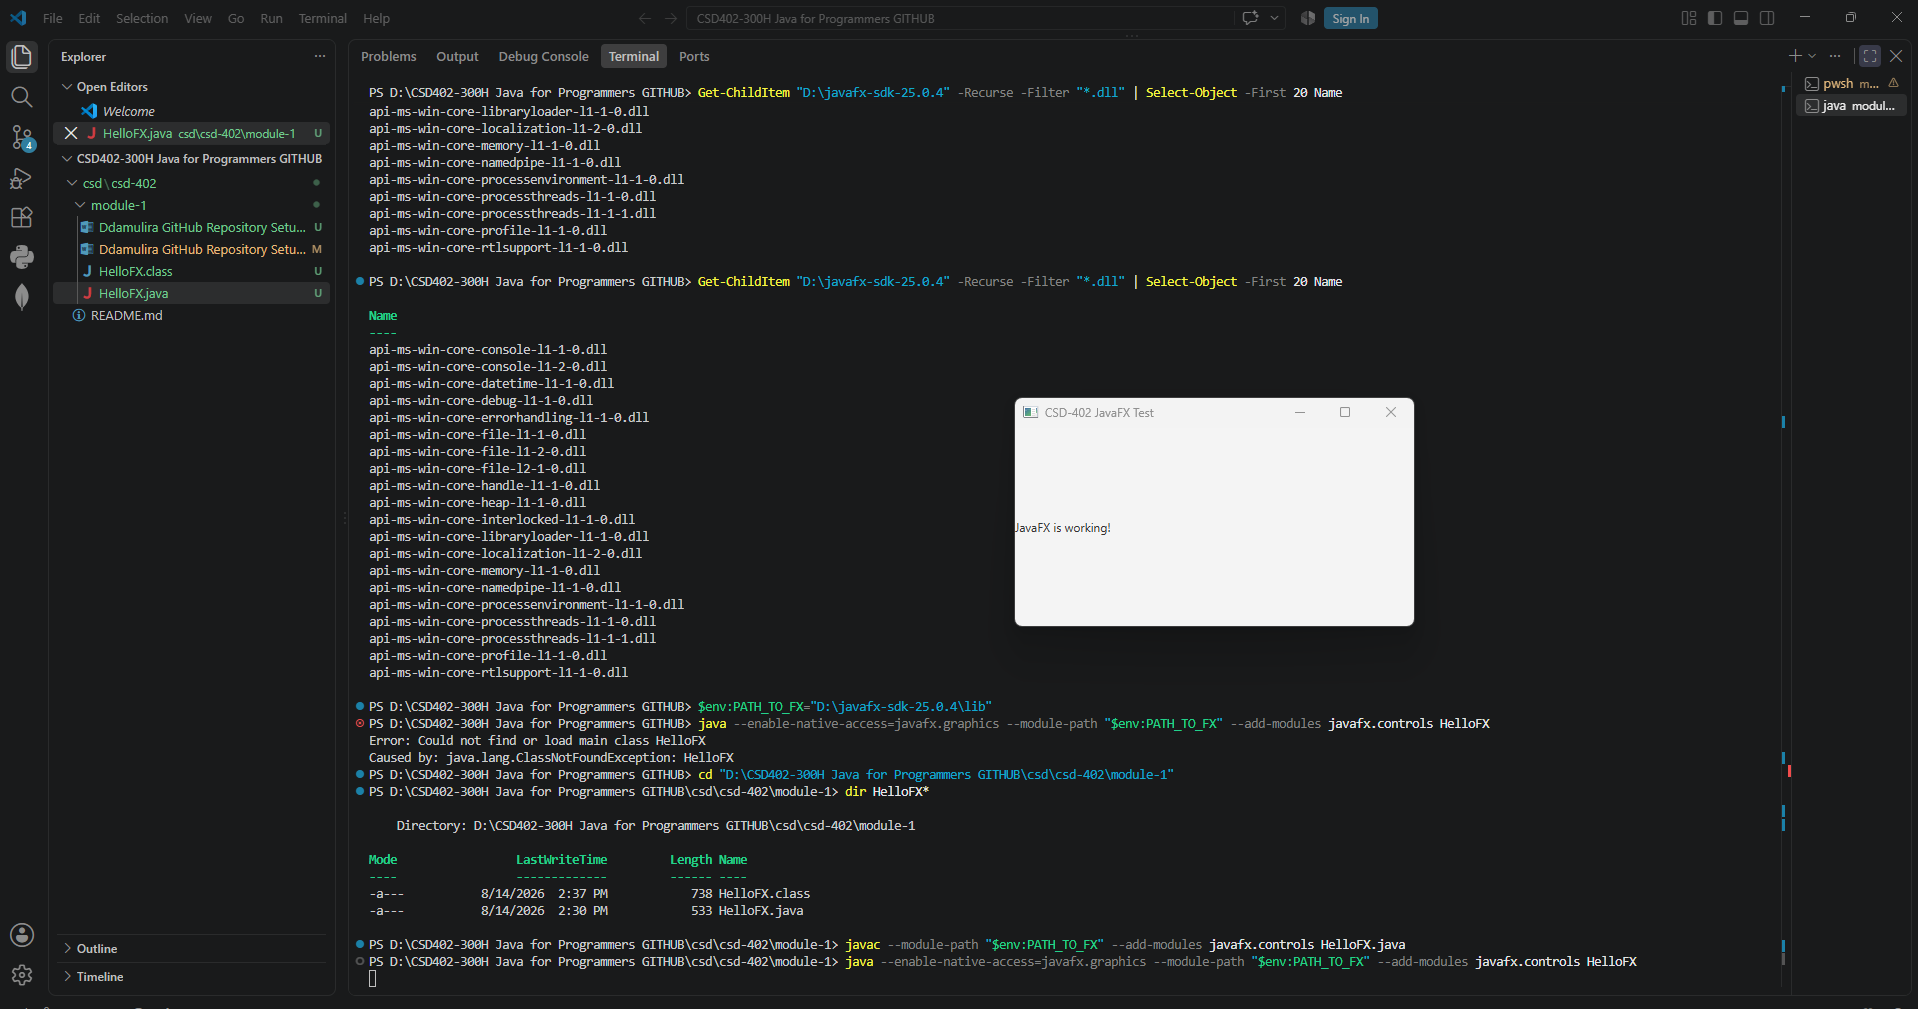 File Edit Selection View Go Run Terminal Help
CSD402-300H Java for Programmers GITHUB
Sign In
Explorer
Open Editors
Welcome
HelloFX.java csd\csd-402\module-1 U
CSD402-300H Java for Programmers GITHUB
csd\csd-402
module-1
Ddamulira GitHub Repository Setu... U
Ddamulira GitHub Repository Setu... M
HelloFX.class U
HelloFX.java U
README.md
4
Outline
Timeline
Problems Output Debug Console Terminal Ports
pwsh m...
java modul...
PS D:\CSD402-300H Java for Programmers GITHUB> Get-ChildItem "D:\javafx-sdk-25.0.4" -Recurse -Filter "*.dll" | Select-Object -First 20 Name
api-ms-win-core-libraryloader-l1-1-0.dll
api-ms-win-core-localization-l1-2-0.dll
api-ms-win-core-memory-l1-1-0.dll
api-ms-win-core-namedpipe-l1-1-0.dll
api-ms-win-core-processenvironment-l1-1-0.dll
api-ms-win-core-processthreads-l1-1-0.dll
api-ms-win-core-processthreads-l1-1-1.dll
api-ms-win-core-profile-l1-1-0.dll
api-ms-win-core-rtlsupport-l1-1-0.dll
PS D:\CSD402-300H Java for Programmers GITHUB> Get-ChildItem "D:\javafx-sdk-25.0.4" -Recurse -Filter "*.dll" | Select-Object -First 20 Name
Name
----
api-ms-win-core-console-l1-1-0.dll
api-ms-win-core-console-l1-2-0.dll
api-ms-win-core-datetime-l1-1-0.dll
api-ms-win-core-debug-l1-1-0.dll
api-ms-win-core-errorhandling-l1-1-0.dll
api-ms-win-core-file-l1-1-0.dll
api-ms-win-core-file-l1-2-0.dll
api-ms-win-core-file-l2-1-0.dll
api-ms-win-core-handle-l1-1-0.dll
api-ms-win-core-heap-l1-1-0.dll
api-ms-win-core-interlocked-l1-1-0.dll
api-ms-win-core-libraryloader-l1-1-0.dll
api-ms-win-core-localization-l1-2-0.dll
api-ms-win-core-memory-l1-1-0.dll
api-ms-win-core-namedpipe-l1-1-0.dll
api-ms-win-core-processenvironment-l1-1-0.dll
api-ms-win-core-processthreads-l1-1-0.dll
api-ms-win-core-processthreads-l1-1-1.dll
api-ms-win-core-profile-l1-1-0.dll
api-ms-win-core-rtlsupport-l1-1-0.dll
PS D:\CSD402-300H Java for Programmers GITHUB> $env:PATH_TO_FX="D:\javafx-sdk-25.0.4\lib"
PS D:\CSD402-300H Java for Programmers GITHUB> java --enable-native-access=javafx.graphics --module-path "$env:PATH_TO_FX" --add-modules javafx.controls HelloFX
Error: Could not find or load main class HelloFX
Caused by: java.lang.ClassNotFoundException: HelloFX
PS D:\CSD402-300H Java for Programmers GITHUB> cd "D:\CSD402-300H Java for Programmers GITHUB\csd\csd-402\module-1"
PS D:\CSD402-300H Java for Programmers GITHUB\csd\csd-402\module-1> dir HelloFX*
Directory: D:\CSD402-300H Java for Programmers GITHUB\csd\csd-402\module-1
Mode LastWriteTime Length Name
---- ------------- ------ ----
-a--- 8/14/2026 2:37 PM 738 HelloFX.class
-a--- 8/14/2026 2:30 PM 533 HelloFX.java
PS D:\CSD402-300H Java for Programmers GITHUB\csd\csd-402\module-1> javac --module-path "$env:PATH_TO_FX" --add-modules javafx.controls HelloFX.java
PS D:\CSD402-300H Java for Programmers GITHUB\csd\csd-402\module-1> java --enable-native-access=javafx.graphics --module-path "$env:PATH_TO_FX" --add-modules javafx.controls HelloFX
CSD-402 JavaFX Test
JavaFX is working!